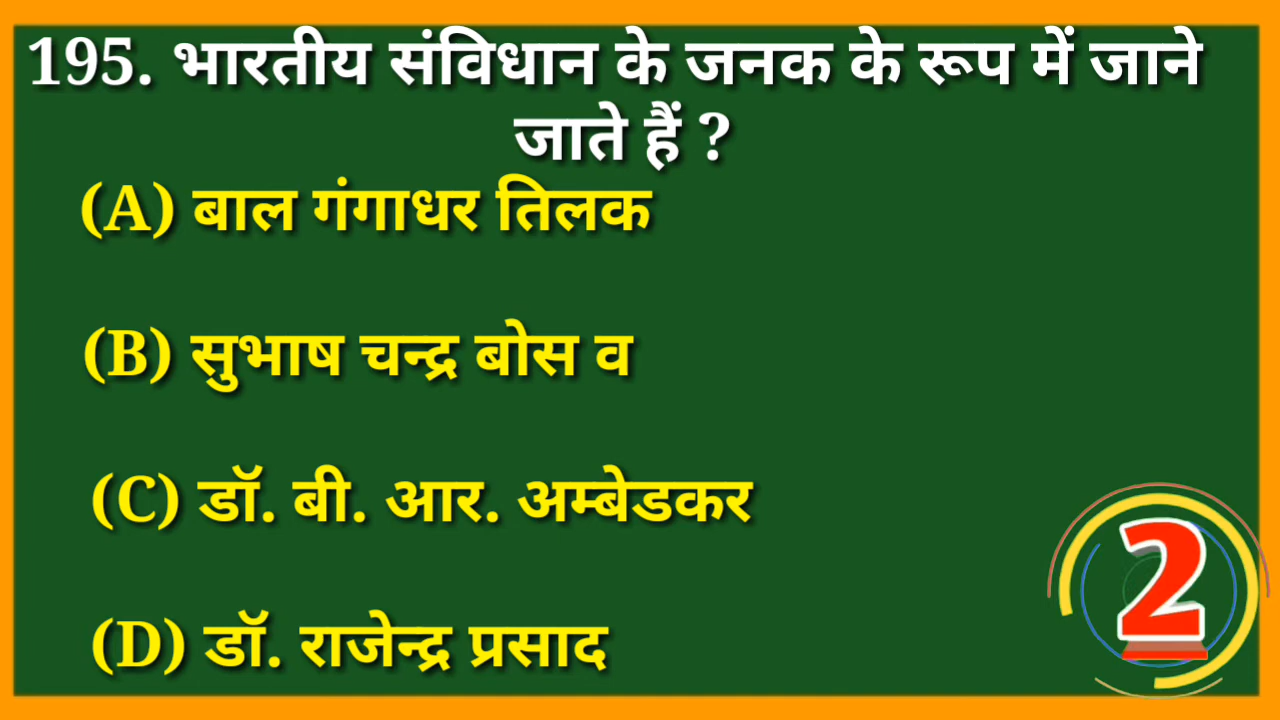 195. भारतीय संविधान के जनक के रूप में जाने
जाते हैं ?
(A) बाल गंगाधर तिलक
(B) सुभाष चन्द्र बोस व
(C) डॉ. बी. आर. अम्बेडकर
(D) डॉ. राजेन्द्र प्रसाद
2